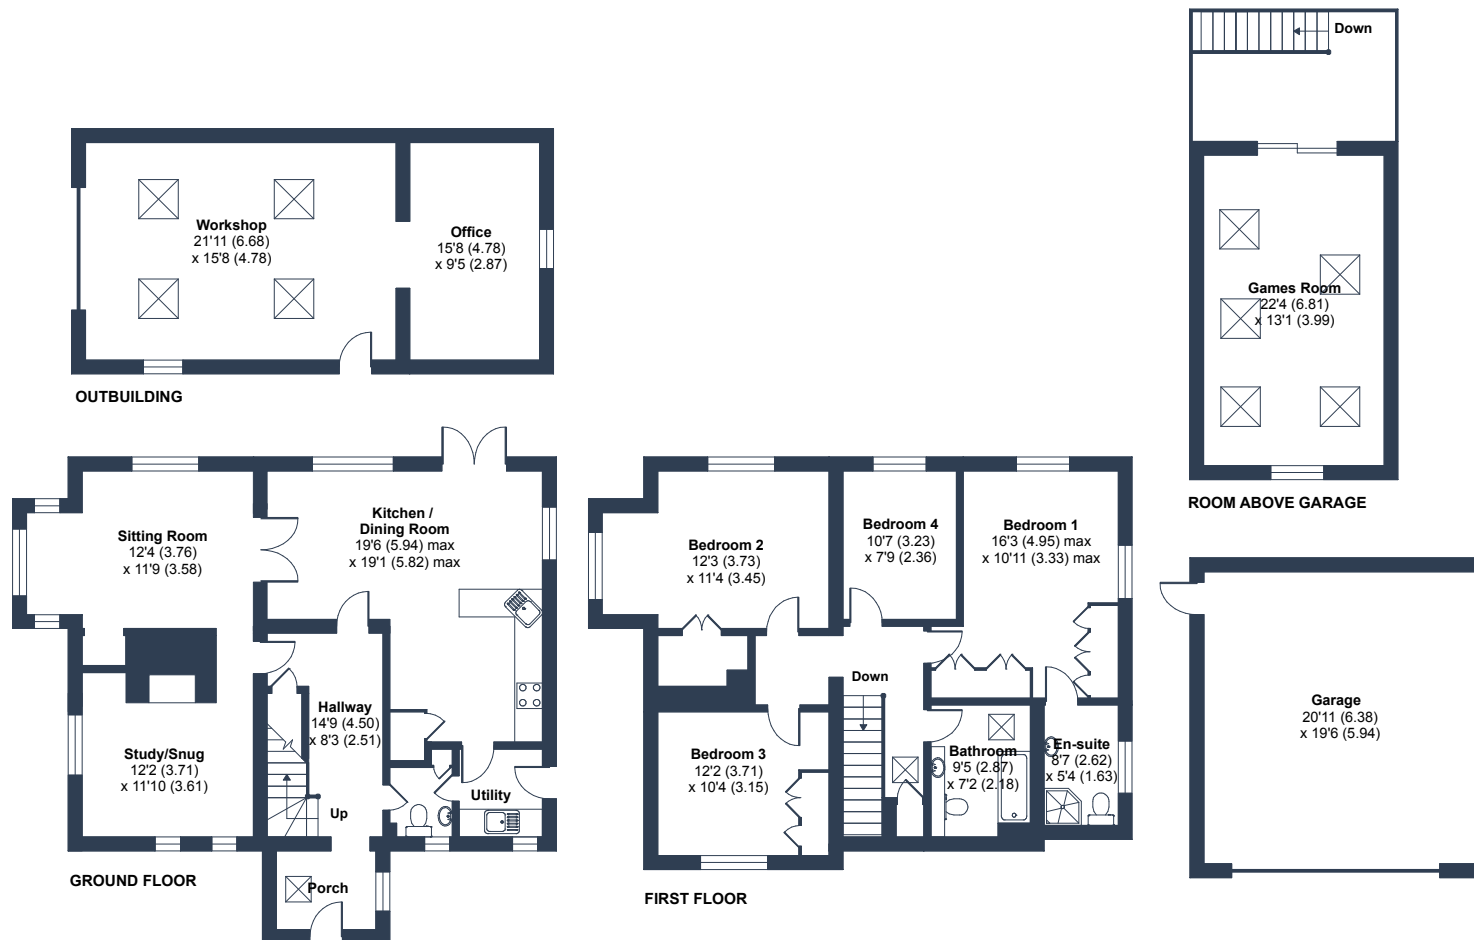 Down
Workshop
21'11 (6.68)
x 15'8 (4.78)
Office
15'8 (4.78)
x 9'5 (2.87)
Games Room
22'4 (6.81)
x 13'1 (3.99)
OUTBUILDING
ROOM ABOVE GARAGE
Sitting Room
12'4 (3.76)
x 11'9 (3.58)
Kitchen /
Dining Room
19'6 (5.94) max
x 19'1 (5.82) max
Bedroom 2
12'3 (3.73)
x 11'4 (3.45)
Bedroom 4
10'7 (3.23)
x 7'9 (2.36)
Bedroom 1
16'3 (4.95) max
x 10'11 (3.33) max
Down
Hallway
14'9 (4.50)
x 8'3 (2.51)
Study/Snug
12'2 (3.71)
x 11'10 (3.61)
Utility
Up
Bedroom 3
12'2 (3.71)
x 10'4 (3.15)
Bathroom
9'5 (2.87)
x 7'2 (2.18)
En-suite
8'7 (2.62)
x 5'4 (1.63)
Garage
20'11 (6.38)
x 19'6 (5.94)
GROUND FLOOR
Porch
FIRST FLOOR